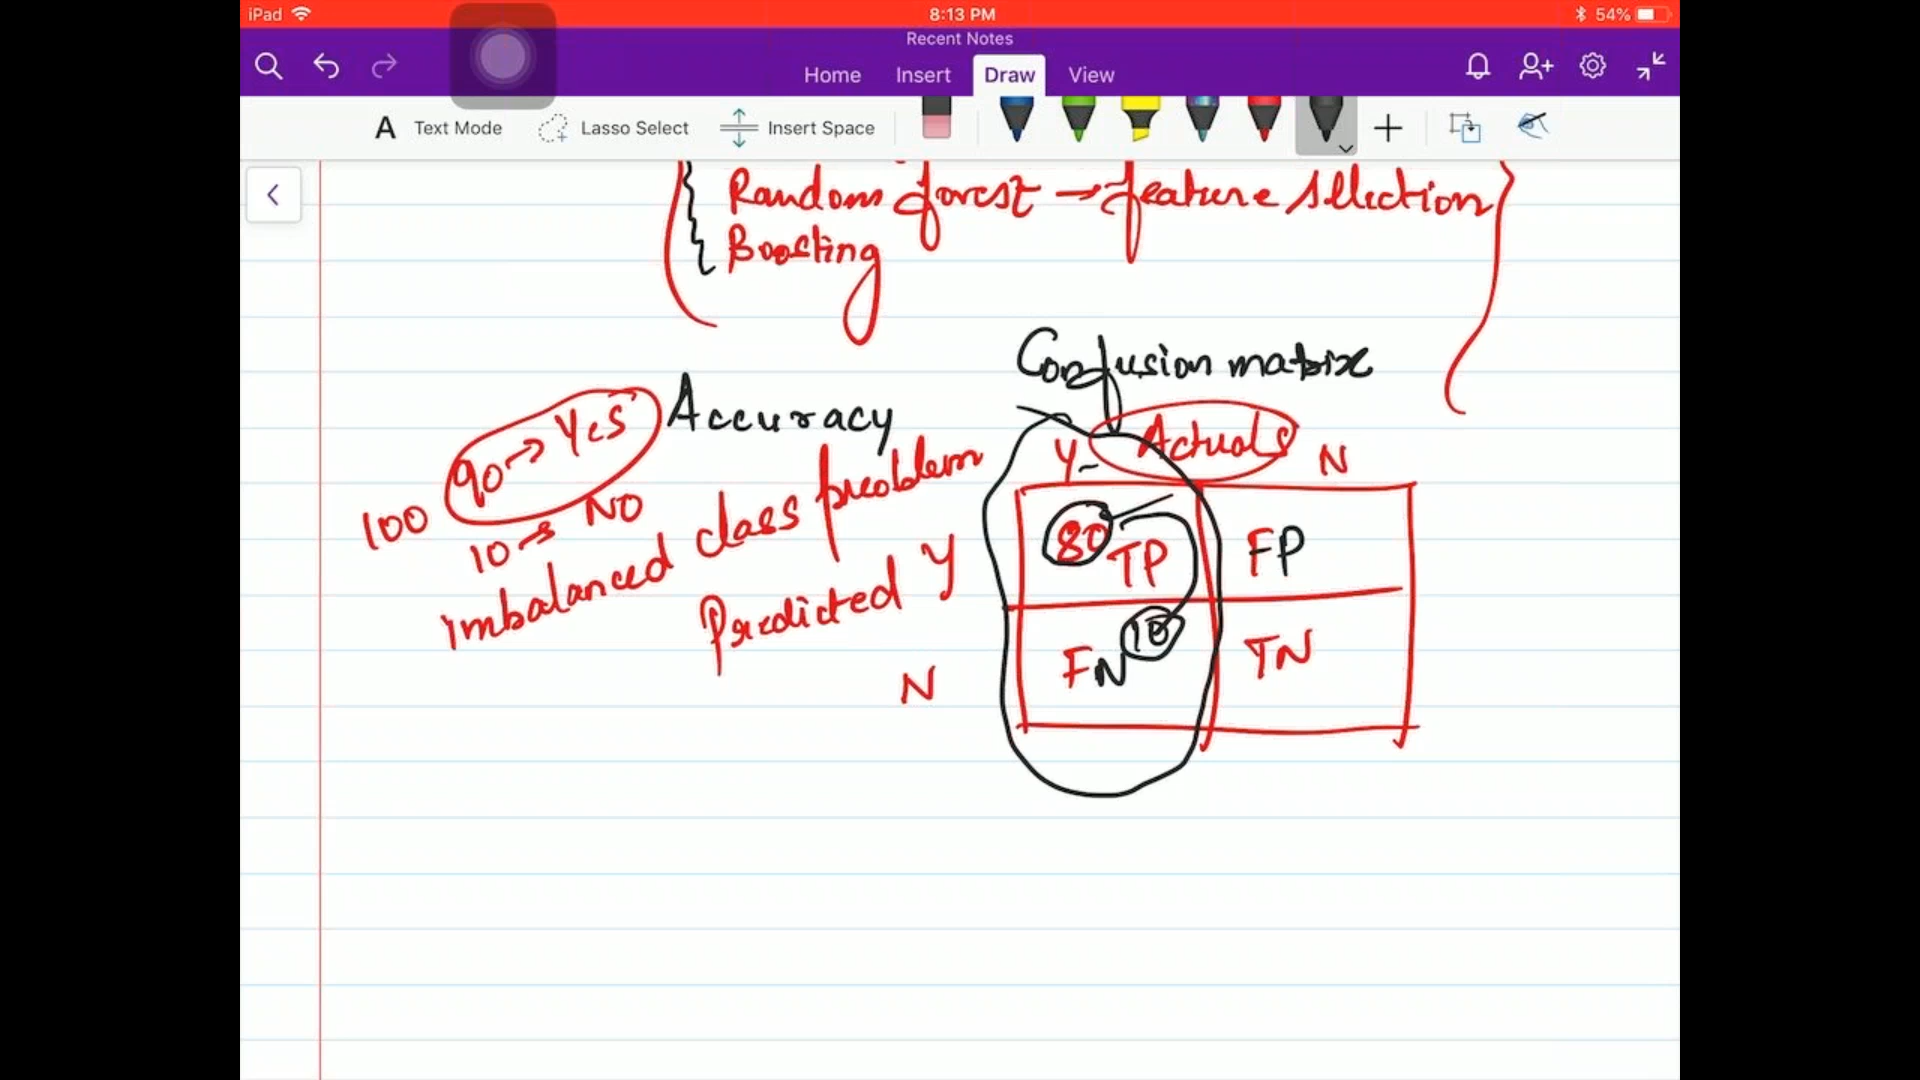 iPad 8:13 PM 54%
Recent Notes
Home Insert Draw View
A Text Mode Lasso Select Insert Space
Random forest → feature sellection
Boosting
Confusion matrix
90 → Yes Accuracy
100
10 → NO
imbalanced class problem
Y Actuals N
80 TP FP
Predicted Y
FN 10 TN
N